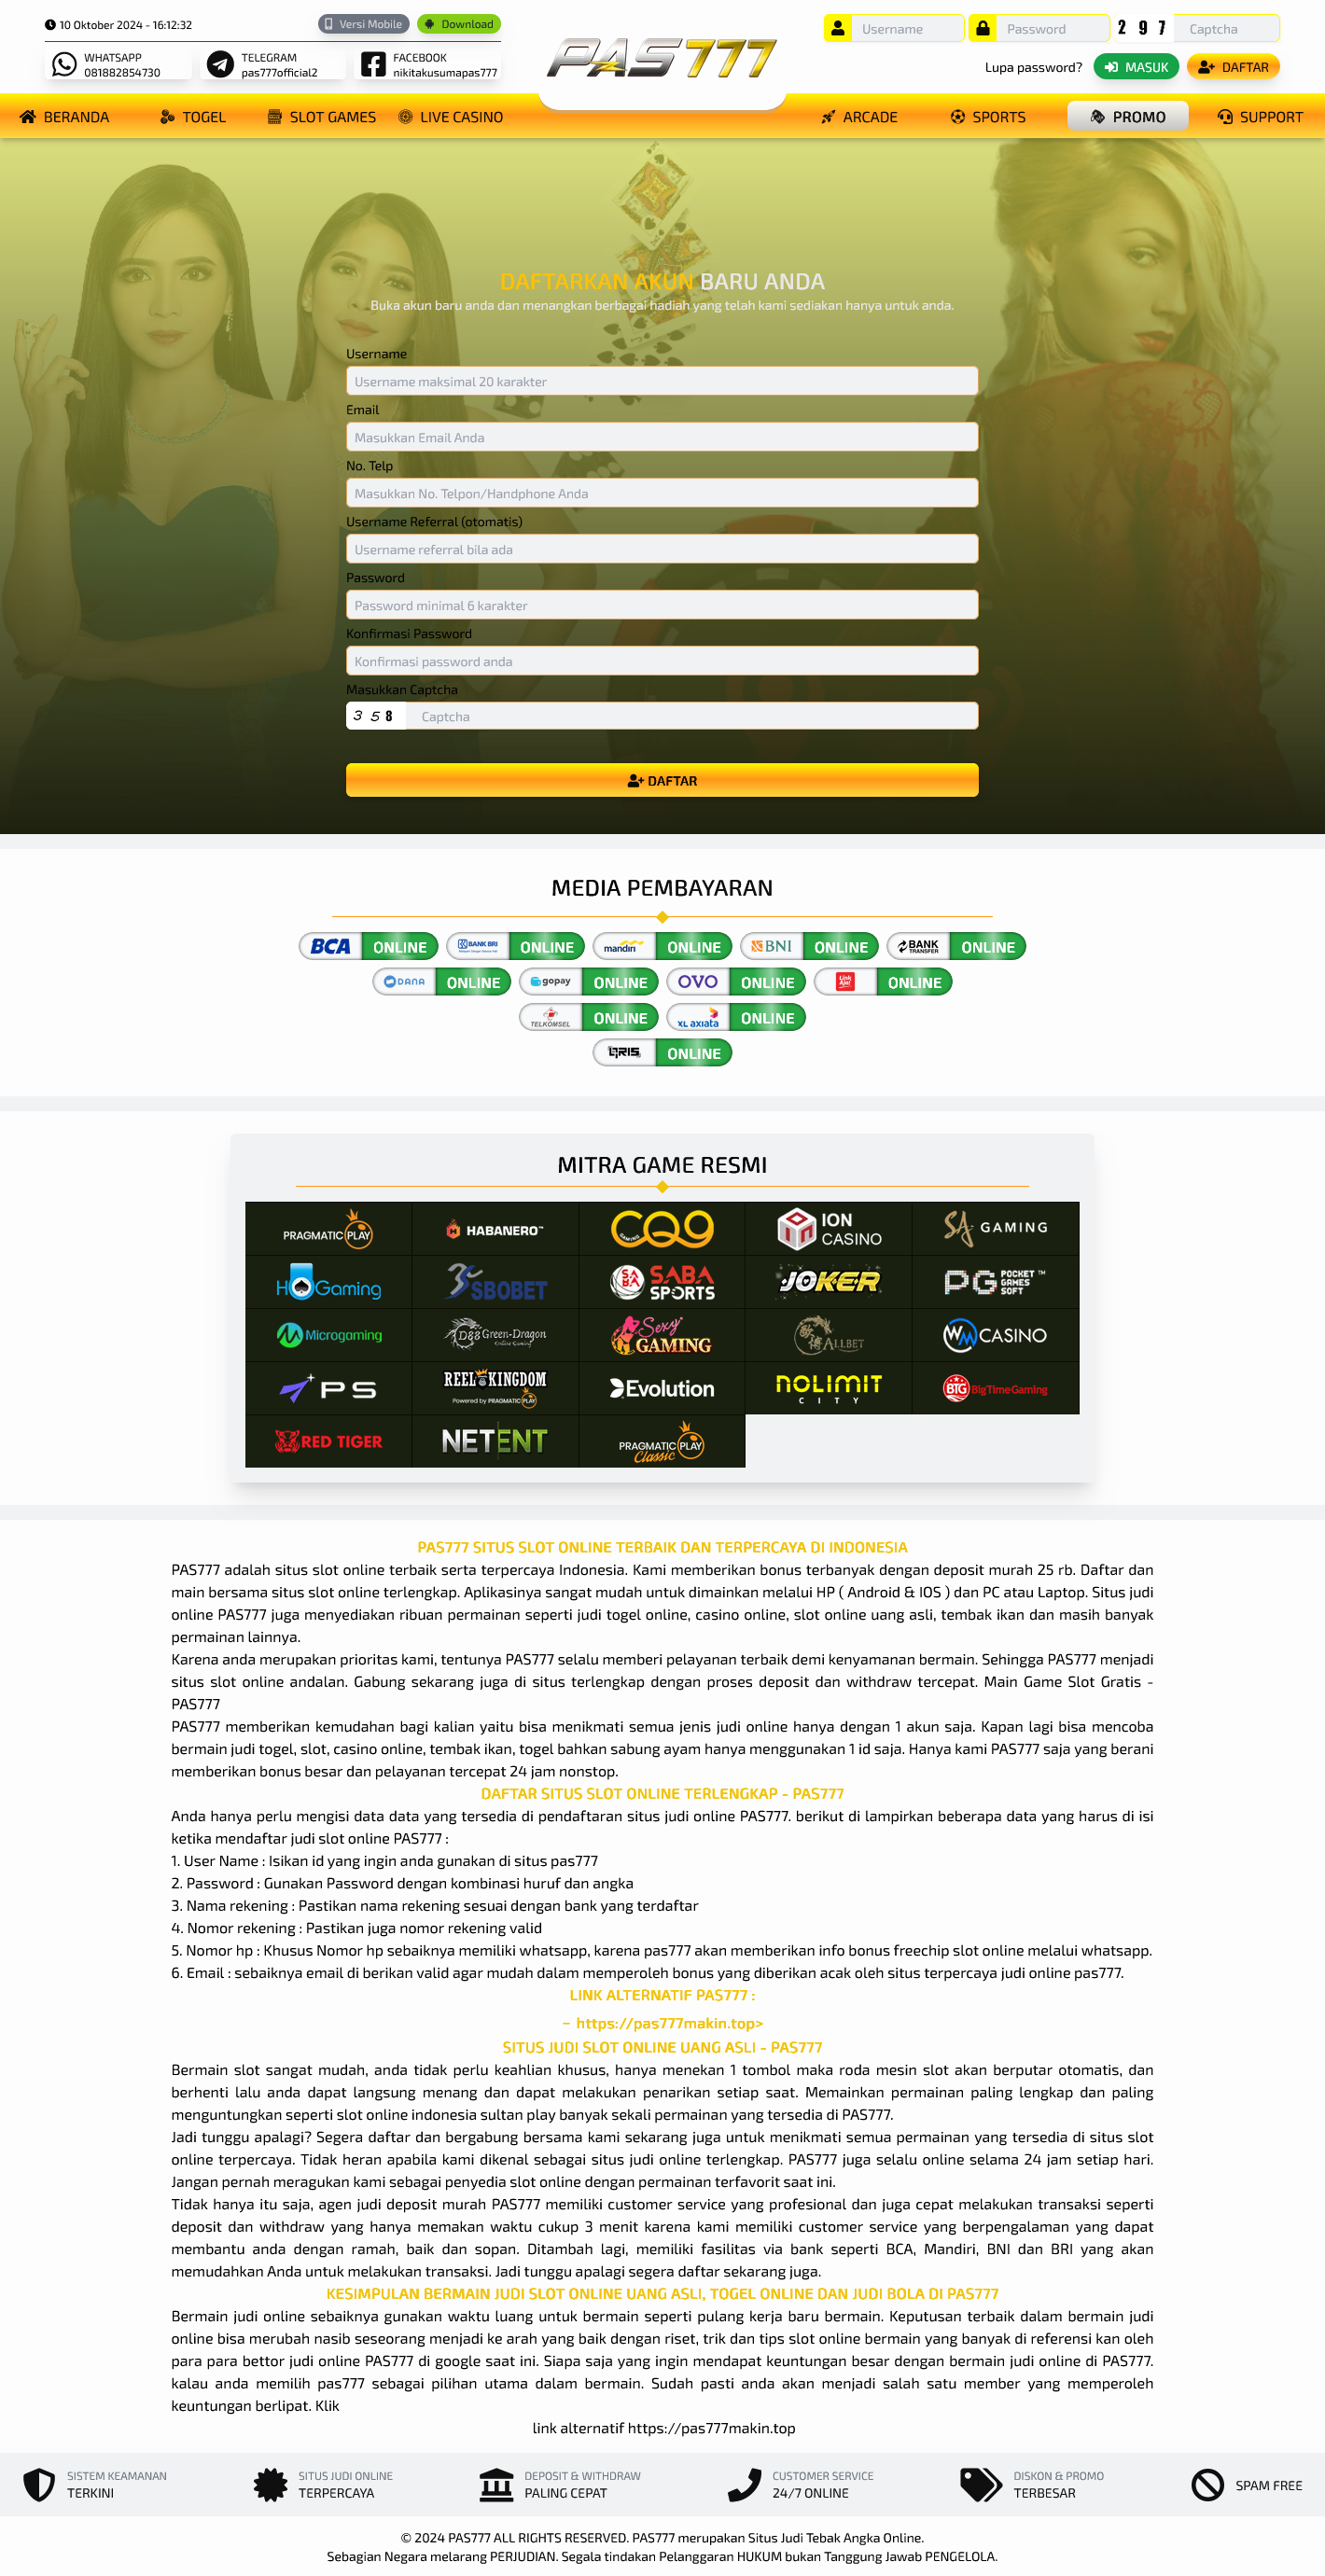 10 Oktober 2024 - 16:12:32
Versi Mobile
Download
WHATSAPP
081882854730
TELEGRAM
pas777official2
FACEBOOK
nikitakusumapas777
PAS777
Username
Password
2 9 7
Captcha
Lupa password?
MASUK
DAFTAR
BERANDA
TOGEL
SLOT GAMES
LIVE CASINO
ARCADE
SPORTS
PROMO
SUPPORT
DAFTARKAN AKUN BARU ANDA
Buka akun baru anda dan menangkan berbagai hadiah yang telah kami sediakan hanya untuk anda.
Username
Username maksimal 20 karakter
Email
Masukkan Email Anda
No. Telp
Masukkan No. Telpon/Handphone Anda
Username Referral (otomatis)
Username referral bila ada
Password
Password minimal 6 karakter
Konfirmasi Password
Konfirmasi password anda
Masukkan Captcha
3 5 8
Captcha
DAFTAR
MEDIA PEMBAYARAN
BCA ONLINE
BANK BRI ONLINE
mandiri ONLINE
BNI ONLINE
BANK TRANSFER ONLINE
DANA ONLINE
gopay ONLINE
OVO ONLINE
LinkAja! ONLINE
TELKOMSEL ONLINE
XL axiata ONLINE
QRIS ONLINE
MITRA GAME RESMI
PRAGMATIC PLAY
HABANERO™
CQ9 GAMING
ION CASINO
SA GAMING
HoGaming
SBOBET
SABA SPORTS
JOKER
PG POCKET GAMES SOFT™
Microgaming
D88 Green-Dragon Online Gaming
Sexy GAMING
ALLBET
WM CASINO
PS
REEL KINGDOM
Powered by PRAGMATIC PLAY
Evolution
NOLIMIT CITY
BTG BigTimeGaming
RED TIGER
NETENT
PRAGMATIC PLAY Classic
PAS777 SITUS SLOT ONLINE TERBAIK DAN TERPERCAYA DI INDONESIA
PAS777 adalah situs slot online terbaik serta terpercaya Indonesia. Kami memberikan bonus terbanyak dengan deposit murah 25 rb. Daftar dan
main bersama situs slot online terlengkap. Aplikasinya sangat mudah untuk dimainkan melalui HP ( Android & IOS ) dan PC atau Laptop. Situs judi
online PAS777 juga menyediakan ribuan permainan seperti judi togel online, casino online, slot online uang asli, tembak ikan dan masih banyak
permainan lainnya.
Karena anda merupakan prioritas kami, tentunya PAS777 selalu memberi pelayanan terbaik demi kenyamanan bermain. Sehingga PAS777 menjadi
situs slot online andalan. Gabung sekarang juga di situs terlengkap dengan proses deposit dan withdraw tercepat. Main Game Slot Gratis -
PAS777
PAS777 memberikan kemudahan bagi kalian yaitu bisa menikmati semua jenis judi online hanya dengan 1 akun saja. Kapan lagi bisa mencoba
bermain judi togel, slot, casino online, tembak ikan, togel bahkan sabung ayam hanya menggunakan 1 id saja. Hanya kami PAS777 saja yang berani
memberikan bonus besar dan pelayanan tercepat 24 jam nonstop.
DAFTAR SITUS SLOT ONLINE TERLENGKAP - PAS777
Anda hanya perlu mengisi data data yang tersedia di pendaftaran situs judi online PAS777. berikut di lampirkan beberapa data yang harus di isi
ketika mendaftar judi slot online PAS777 :
1. User Name : Isikan id yang ingin anda gunakan di situs pas777
2. Password : Gunakan Password dengan kombinasi huruf dan angka
3. Nama rekening : Pastikan nama rekening sesuai dengan bank yang terdaftar
4. Nomor rekening : Pastikan juga nomor rekening valid
5. Nomor hp : Khusus Nomor hp sebaiknya memiliki whatsapp, karena pas777 akan memberikan info bonus freechip slot online melalui whatsapp.
6. Email : sebaiknya email di berikan valid agar mudah dalam memperoleh bonus yang diberikan acak oleh situs terpercaya judi online pas777.
LINK ALTERNATIF PAS777 :
– https://pas777makin.top>
SITUS JUDI SLOT ONLINE UANG ASLI - PAS777
Bermain slot sangat mudah, anda tidak perlu keahlian khusus, hanya menekan 1 tombol maka roda mesin slot akan berputar otomatis, dan
berhenti lalu anda dapat langsung menang dan dapat melakukan penarikan setiap saat. Memainkan permainan paling lengkap dan paling
menguntungkan seperti slot online indonesia sultan play banyak sekali permainan yang tersedia di PAS777.
Jadi tunggu apalagi? Segera daftar dan bergabung bersama kami sekarang juga untuk menikmati semua permainan yang tersedia di situs slot
online terpercaya. Tidak heran apabila kami dikenal sebagai situs judi online terlengkap. PAS777 juga selalu online selama 24 jam setiap hari.
Jangan pernah meragukan kami sebagai penyedia slot online dengan permainan terfavorit saat ini.
Tidak hanya itu saja, agen judi deposit murah PAS777 memiliki customer service yang profesional dan juga cepat melakukan transaksi seperti
deposit dan withdraw yang hanya memakan waktu cukup 3 menit karena kami memiliki customer service yang berpengalaman yang dapat
membantu anda dengan ramah, baik dan sopan. Ditambah lagi, memiliki fasilitas via bank seperti BCA, Mandiri, BNI dan BRI yang akan
memudahkan Anda untuk melakukan transaksi. Jadi tunggu apalagi segera daftar sekarang juga.
KESIMPULAN BERMAIN JUDI SLOT ONLINE UANG ASLI, TOGEL ONLINE DAN JUDI BOLA DI PAS777
Bermain judi online sebaiknya gunakan waktu luang untuk bermain seperti pulang kerja baru bermain. Keputusan terbaik dalam bermain judi
online bisa merubah nasib seseorang menjadi ke arah yang baik dengan riset, trik dan tips slot online bermain yang banyak di referensi kan oleh
para para bettor judi online PAS777 di google saat ini. Siapa saja yang ingin mendapat keuntungan besar dengan bermain judi online di PAS777.
kalau anda memilih pas777 sebagai pilihan utama dalam bermain. Sudah pasti anda akan menjadi salah satu member yang memperoleh
keuntungan berlipat. Klik
link alternatif https://pas777makin.top
SISTEM KEAMANAN
TERKINI
SITUS JUDI ONLINE
TERPERCAYA
DEPOSIT & WITHDRAW
PALING CEPAT
CUSTOMER SERVICE
24/7 ONLINE
DISKON & PROMO
TERBESAR
SPAM FREE
© 2024 PAS777 ALL RIGHTS RESERVED. PAS777 merupakan Situs Judi Tebak Angka Online.
Sebagian Negara melarang PERJUDIAN. Segala tindakan Pelanggaran HUKUM bukan Tanggung Jawab PENGELOLA.